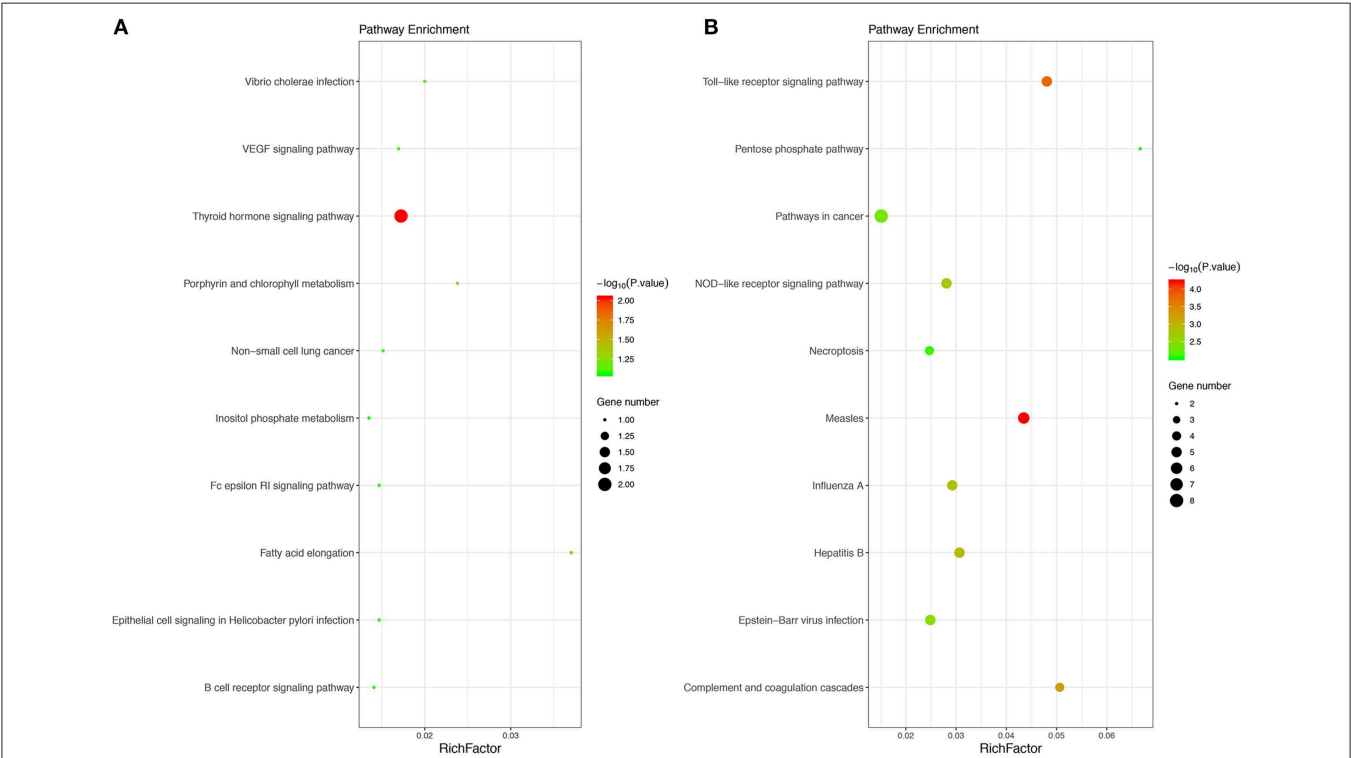 A
Pathway Enrichment
Vibrio cholerae infection
VEGF signaling pathway
Thyroid hormone signaling pathway
Porphyrin and chlorophyll metabolism
Non−small cell lung cancer
Inositol phosphate metabolism
Fc epsilon RI signaling pathway
Fatty acid elongation
Epithelial cell signaling in Helicobacter pylori infection
B cell receptor signaling pathway
0.02 0.03
RichFactor
−log10(P.value)
2.00
1.75
1.50
1.25
Gene number
1.00
1.25
1.50
1.75
2.00
B
Pathway Enrichment
Toll−like receptor signaling pathway
Pentose phosphate pathway
Pathways in cancer
NOD−like receptor signaling pathway
Necroptosis
Measles
Influenza A
Hepatitis B
Epstein−Barr virus infection
Complement and coagulation cascades
0.02 0.03 0.04 0.05 0.06
RichFactor
−log10(P.value)
4.0
3.5
3.0
2.5
Gene number
2
3
4
5
6
7
8